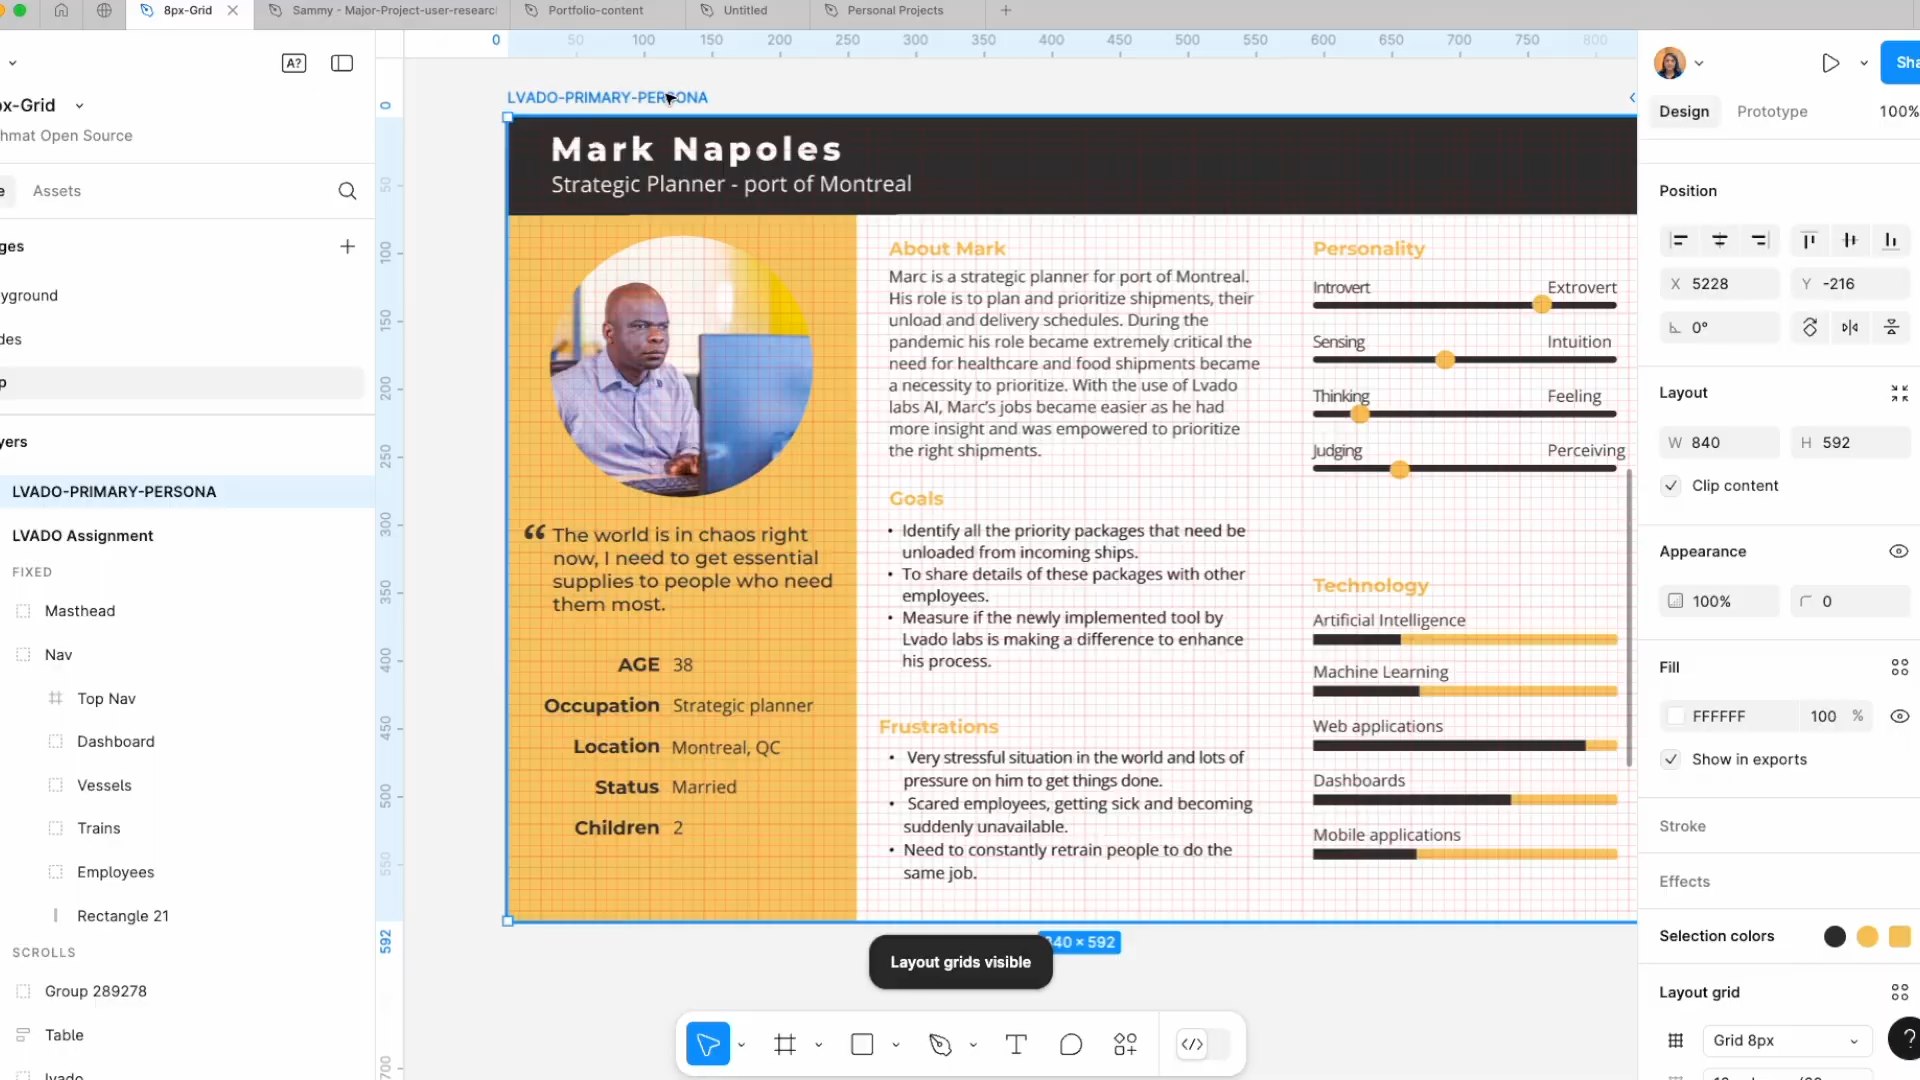 8px-Grid
Sammy - Major-Project-user-researc
Portfolio-content
Untitled
Personal Projects
0 50 100 150 200 250 300 350 400 450 500 550 600 650 700 750 800
A?
Sha
px-Grid
hmat Open Source
Design Prototype 100%
LVADO-PRIMARY-PERSONA
e Assets
ges
yground
des
p
yers
LVADO-PRIMARY-PERSONA
LVADO Assignment
FIXED
Masthead
Nav
Top Nav
Dashboard
Vessels
Trains
Employees
Rectangle 21
SCROLLS
Group 289278
Table
lvado
0
50
100
150
200
250
300
350
400
450
500
550
592
700
Mark Napoles
Strategic Planner - port of Montreal
“ The world is in chaos right
now, I need to get essential
supplies to people who need
them most.
AGE 38
Occupation Strategic planner
Location Montreal, QC
Status Married
Children 2
About Mark
Marc is a strategic planner for port of Montreal.
His role is to plan and prioritize shipments, their
unload and delivery schedules. During the
pandemic his role became extremely critical the
need for healthcare and food shipments became
a necessity to prioritize. With the use of Lvado
labs AI, Marc’s jobs became easier as he had
more insight and was empowered to prioritize
the right shipments.
Goals
• Identify all the priority packages that need be
unloaded from incoming ships.
• To share details of these packages with other
employees.
• Measure if the newly implemented tool by
Lvado labs is making a difference to enhance
his process.
Frustrations
• Very stressful situation in the world and lots of
pressure on him to get things done.
• Scared employees, getting sick and becoming
suddenly unavailable.
• Need to constantly retrain people to do the
same job.
Personality
Introvert Extrovert
Sensing Intuition
Thinking Feeling
Judging Perceiving
Technology
Artificial Intelligence
Machine Learning
Web applications
Dashboards
Mobile applications
840 × 592
Layout grids visible
Position
X 5228 Y -216
0°
Layout
W 840 H 592
Clip content
Appearance
100% 0
Fill
FFFFFF 100 %
Show in exports
Stroke
Effects
Selection colors
Layout grid
Grid 8px
?